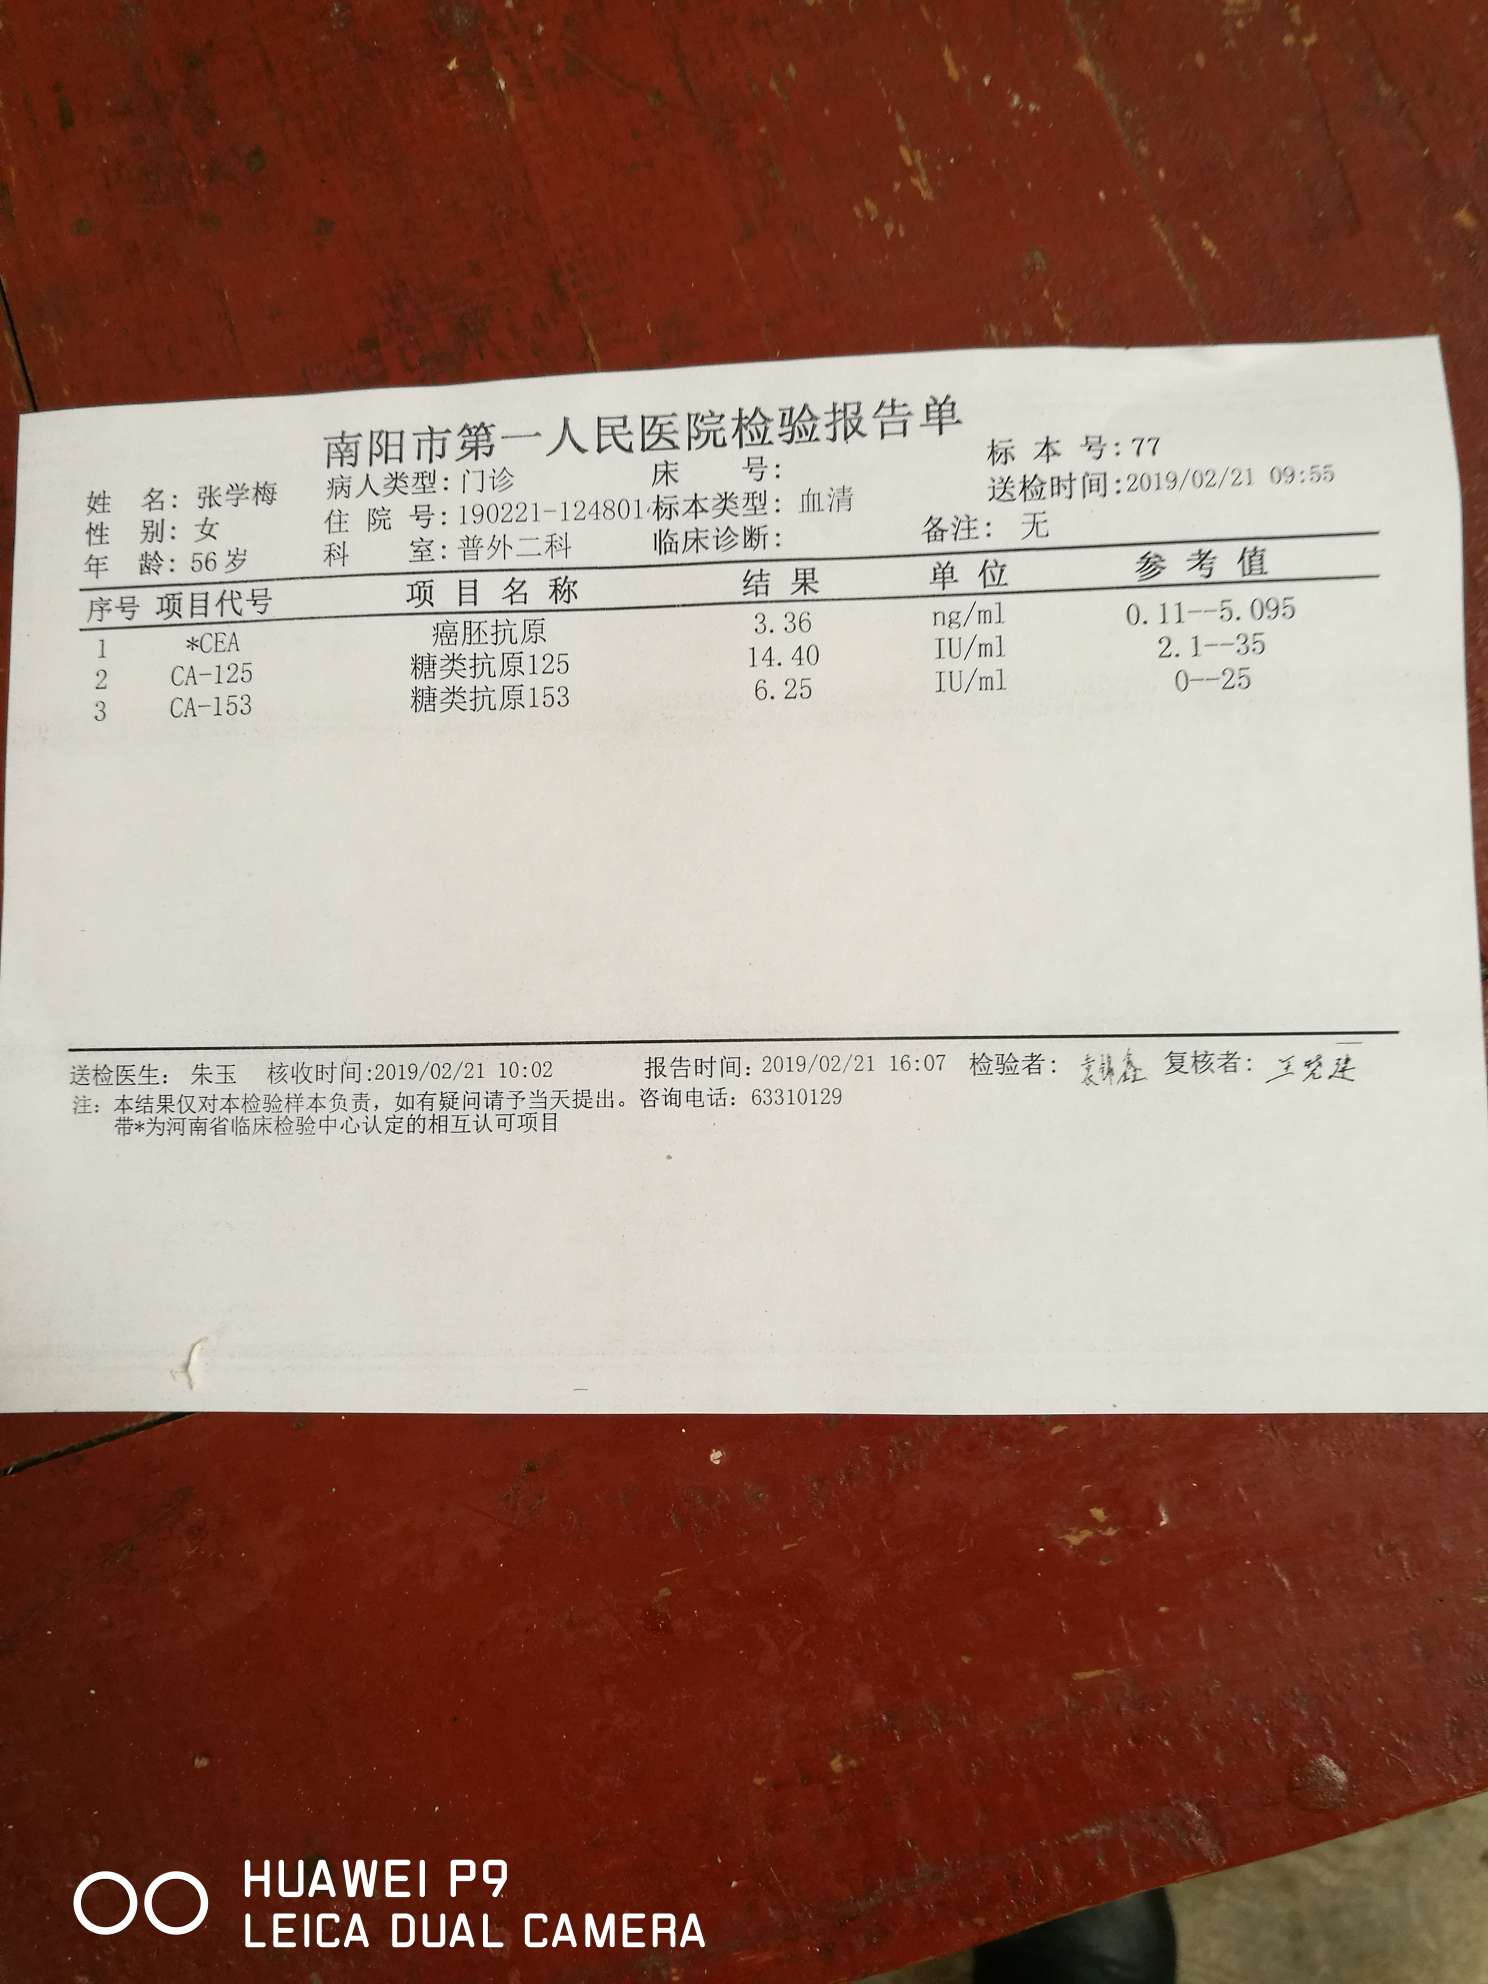 南阳市第一人民医院检验报告单
标 本 号:77
姓 名: 张学梅 病人类型: 门诊 床 号: 送检时间:2019/02/21 09:55
性 别: 女 住 院 号: 190221-124801 标本类型: 血清
年 龄: 56岁 科 室: 普外二科 临床诊断: 备注: 无
序号 项目代号 项 目 名 称 结 果 单 位 参 考 值
1 *CEA 癌胚抗原 3.36 ng/ml 0.11--5.095
2 CA-125 糖类抗原125 14.40 IU/ml 2.1--35
3 CA-153 糖类抗原153 6.25 IU/ml 0--25
送检医生: 朱玉 核收时间:2019/02/21 10:02 报告时间: 2019/02/21 16:07 检验者: 复核者:
注: 本结果仅对本检验样本负责，如有疑问请予当天提出。咨询电话: 63310129
带*为河南省临床检验中心认定的相互认可项目
HUAWEI P9
LEICA DUAL CAMERA